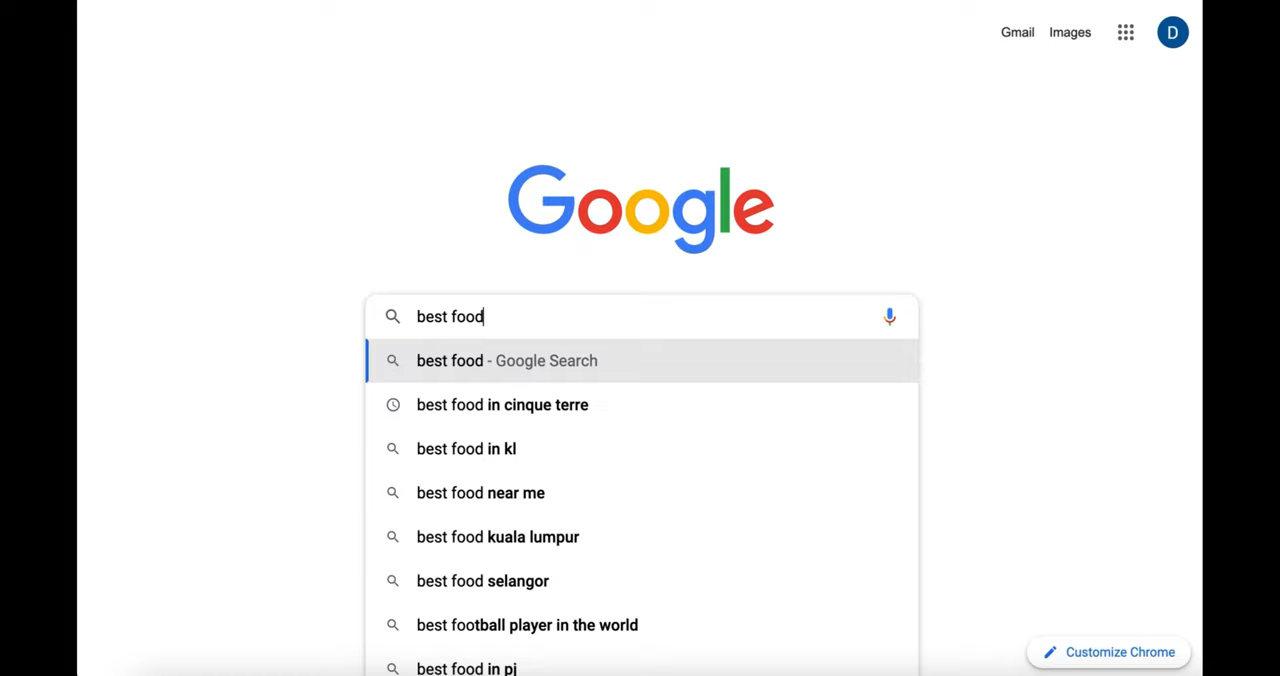 Gmail Images D
Google
best food
best food - Google Search
best food in cinque terre
best food in kl
best food near me
best food kuala lumpur
best food selangor
best football player in the world
best food in pj
Customize Chrome